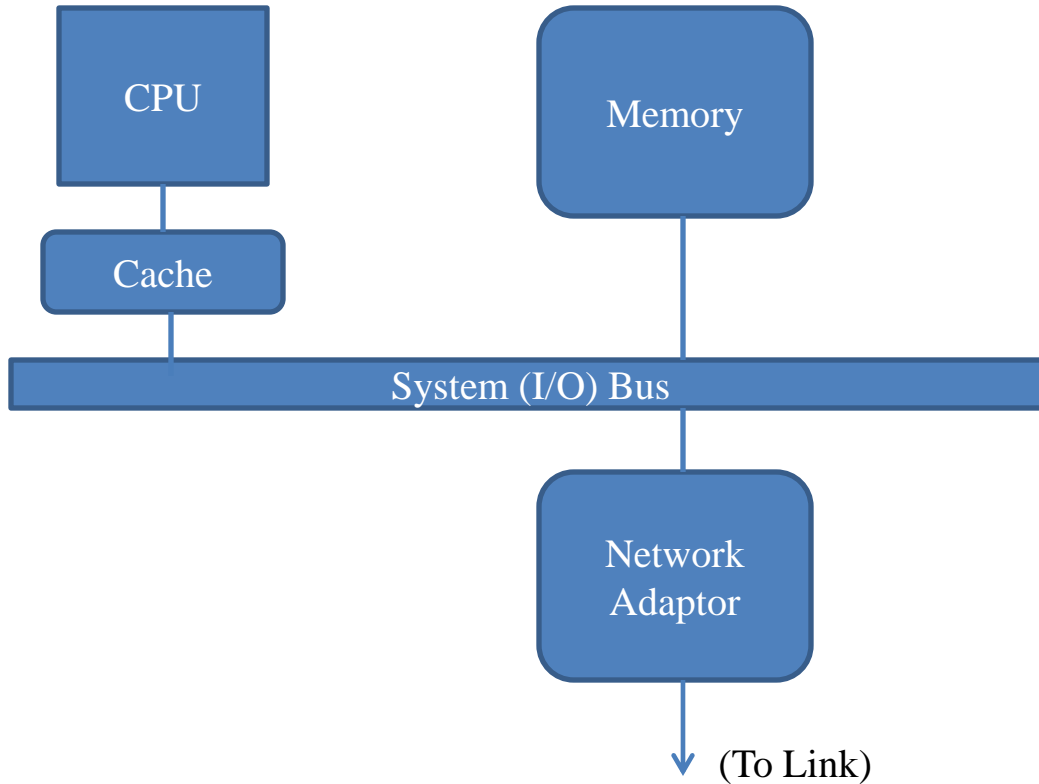 CPU
Memory
Cache
System (I/O) Bus
Network
Adaptor
(To Link)